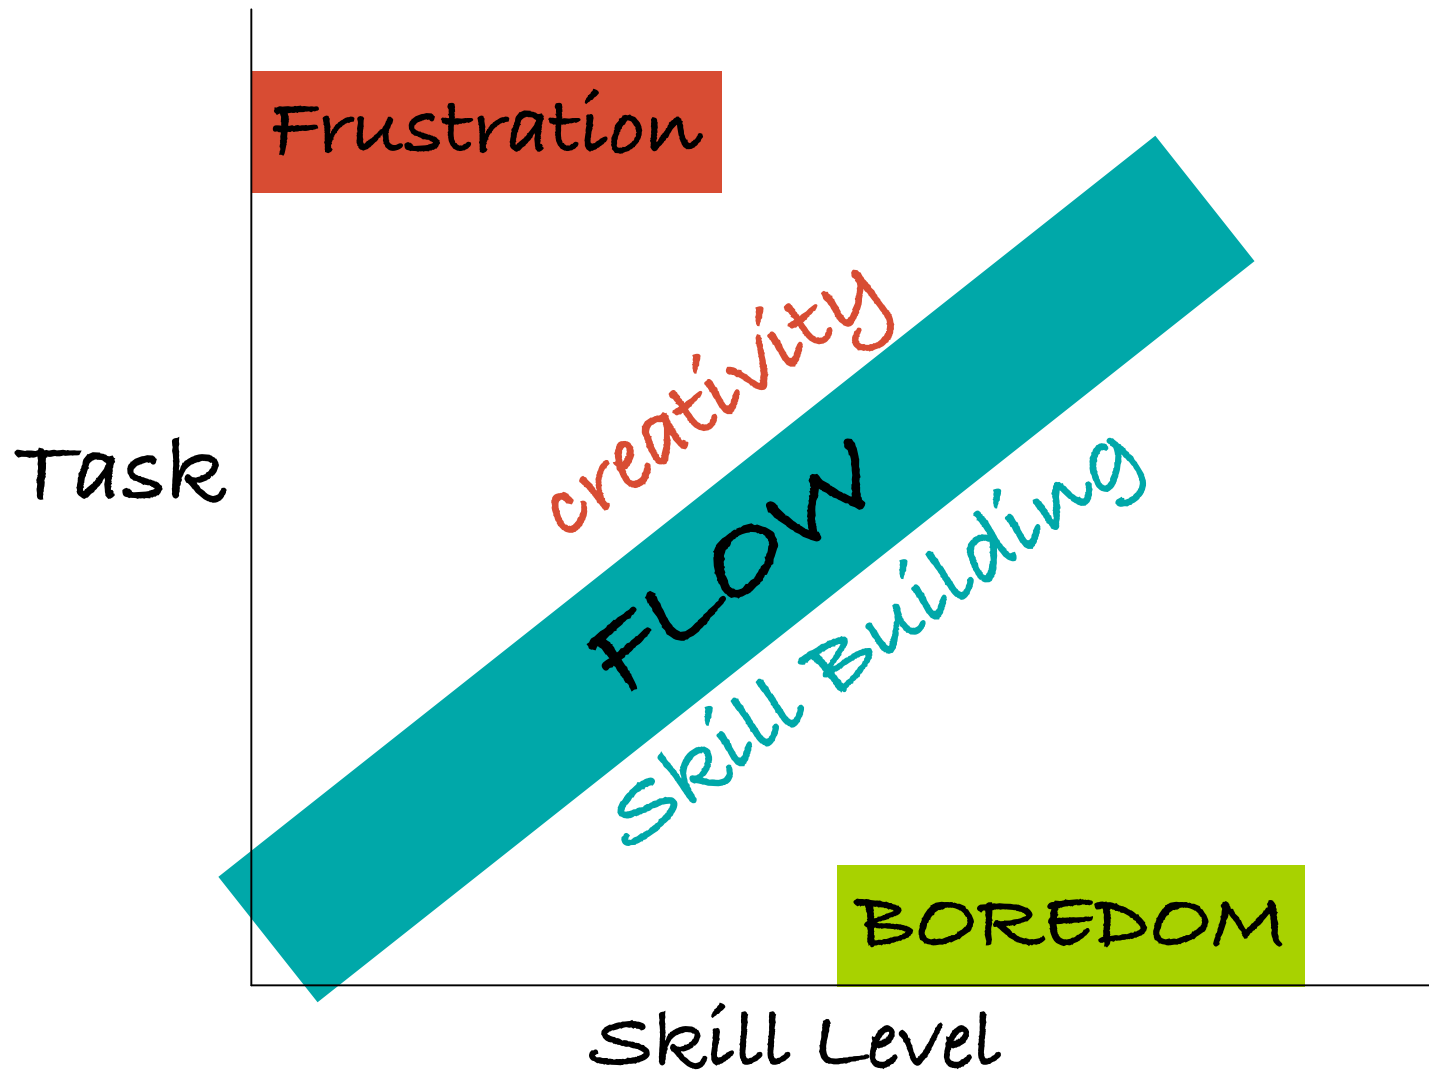 Frustration
creativity
Task
FLOW
Skill Building
BOREDOM
Skill Level